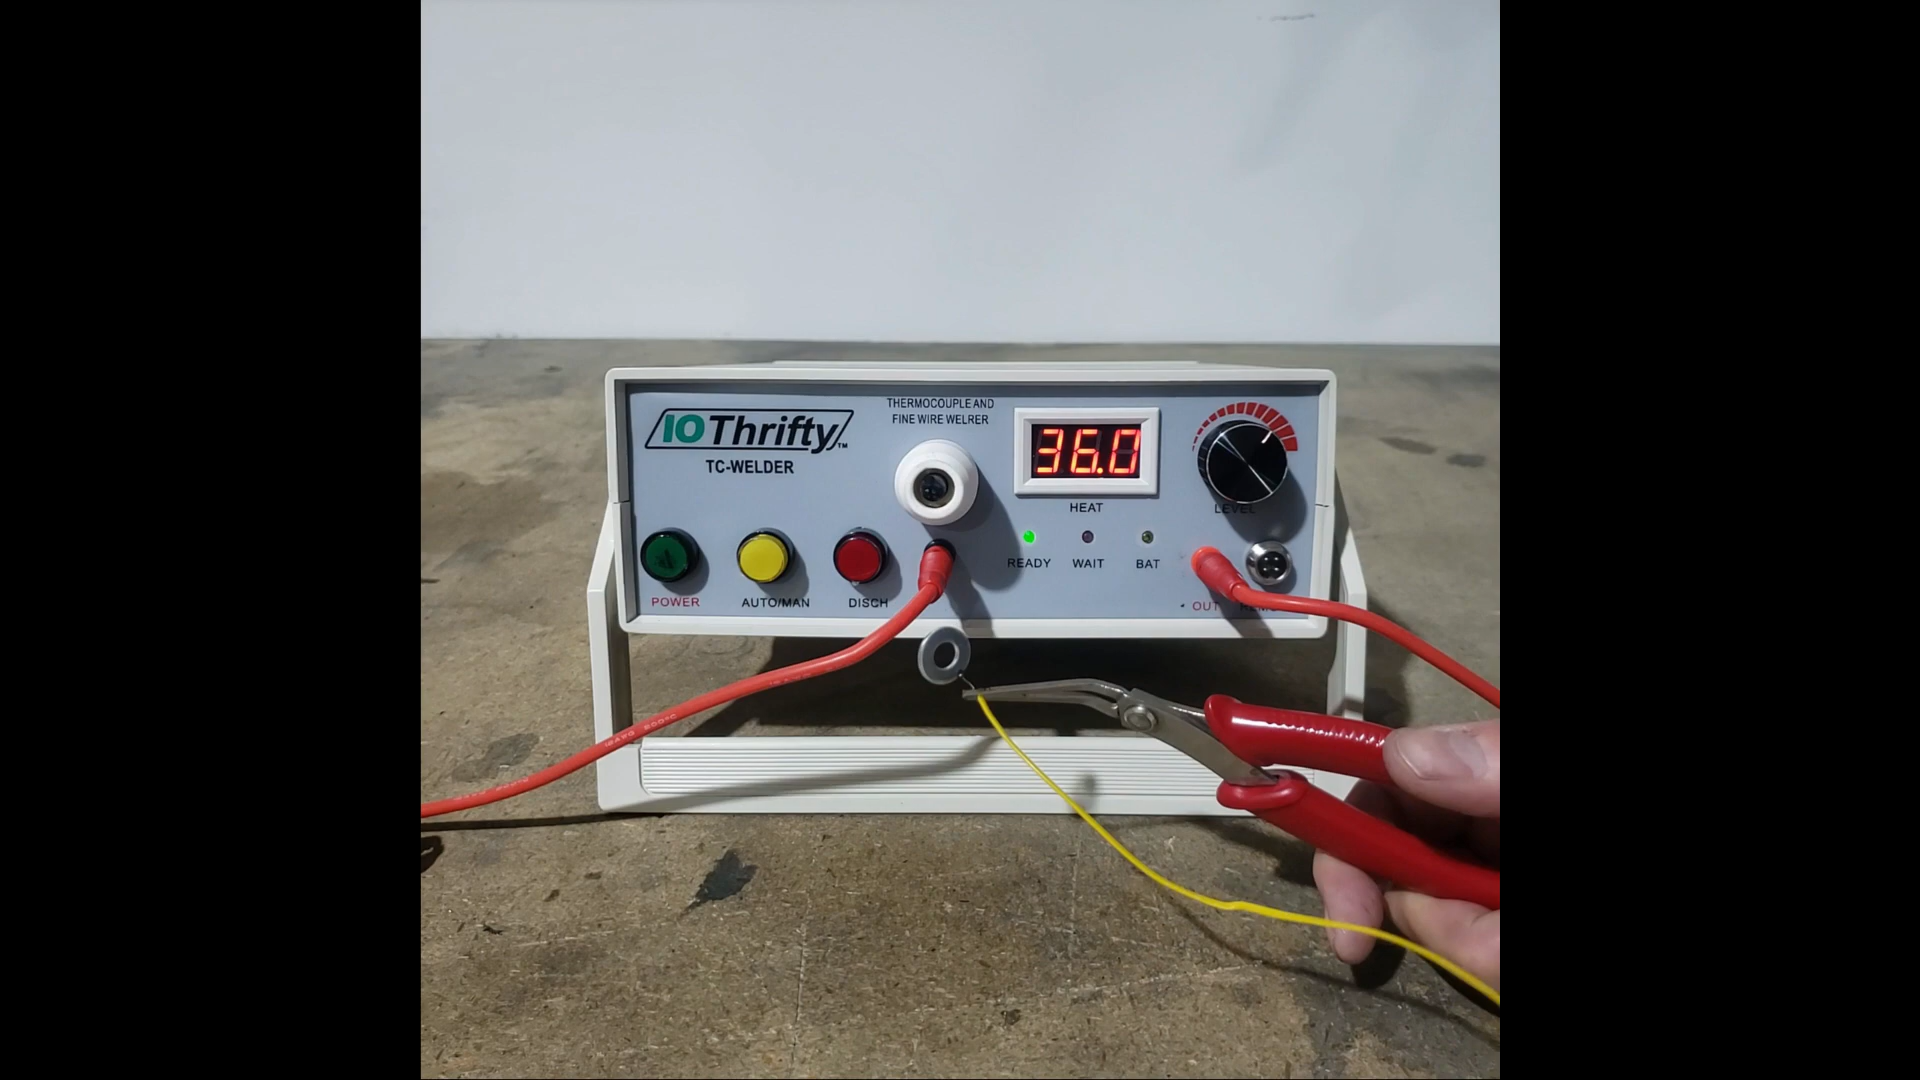 IO Thrifty™
TC-WELDER
THERMOCOUPLE AND
FINE WIRE WELRER
36.0
HEAT
LEVEL
READY WAIT BAT
POWER AUTO/MAN DISCH
OUT